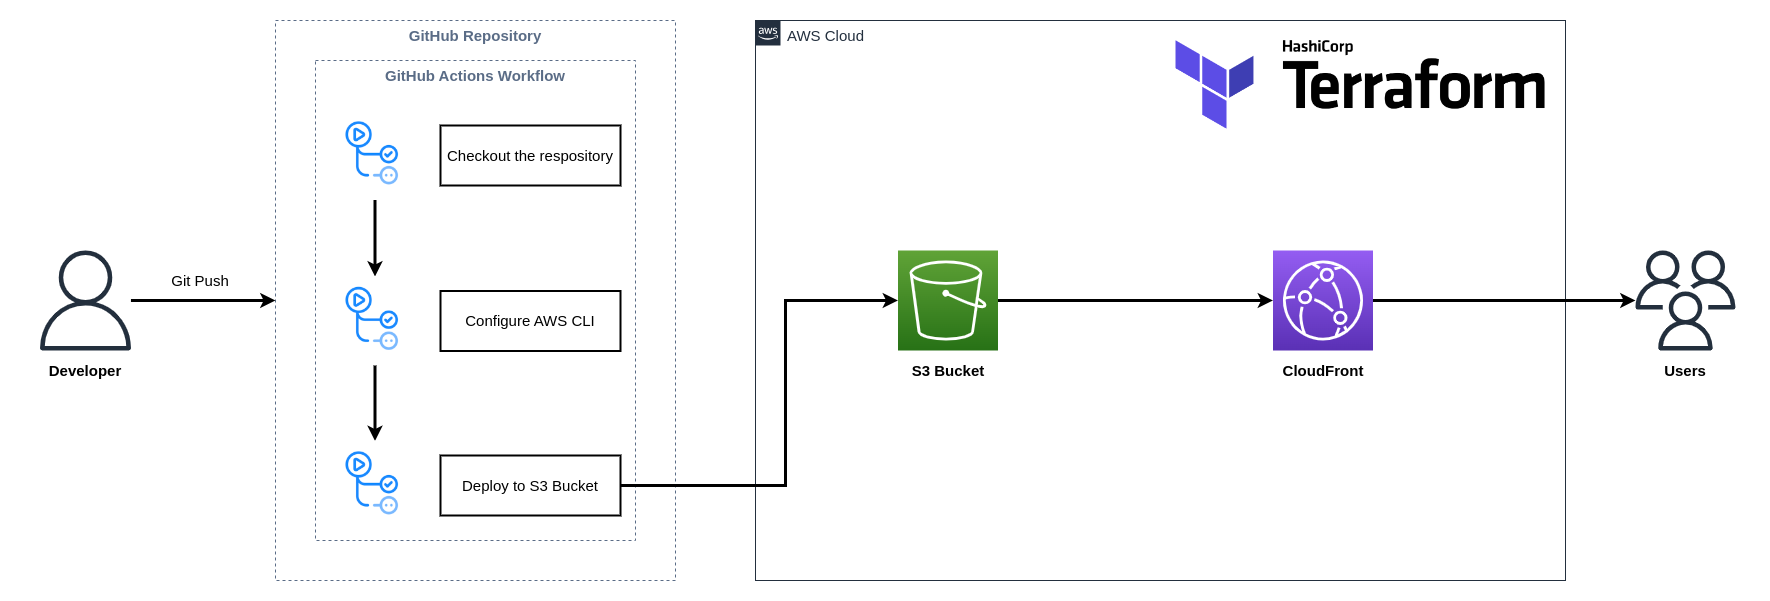 GitHub Repository
GitHub Actions Workflow
Checkout the respository
Configure AWS CLI
Deploy to S3 Bucket
Git Push
Developer
aws
AWS Cloud
HashiCorp
Terraform
S3 Bucket
CloudFront
Users